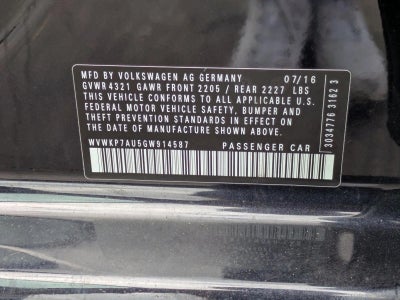 MFD BY VOLKSWAGEN AG GERMANY 07/16
GVWR 4321 GAWR FRONT 2205 / REAR 2227 LBS
THIS VEHICLE CONFORMS TO ALL APPLICABLE U.S.
FEDERAL MOTOR VEHICLE SAFETY, BUMPER, AND
THEFT PREVENTION STANDARDS IN EFFECT ON THE
DATE OF MANUFACTURE SHOWN ABOVE.
WVWKP7AU5GW914587 PASSENGER CAR
3034776 3162 3